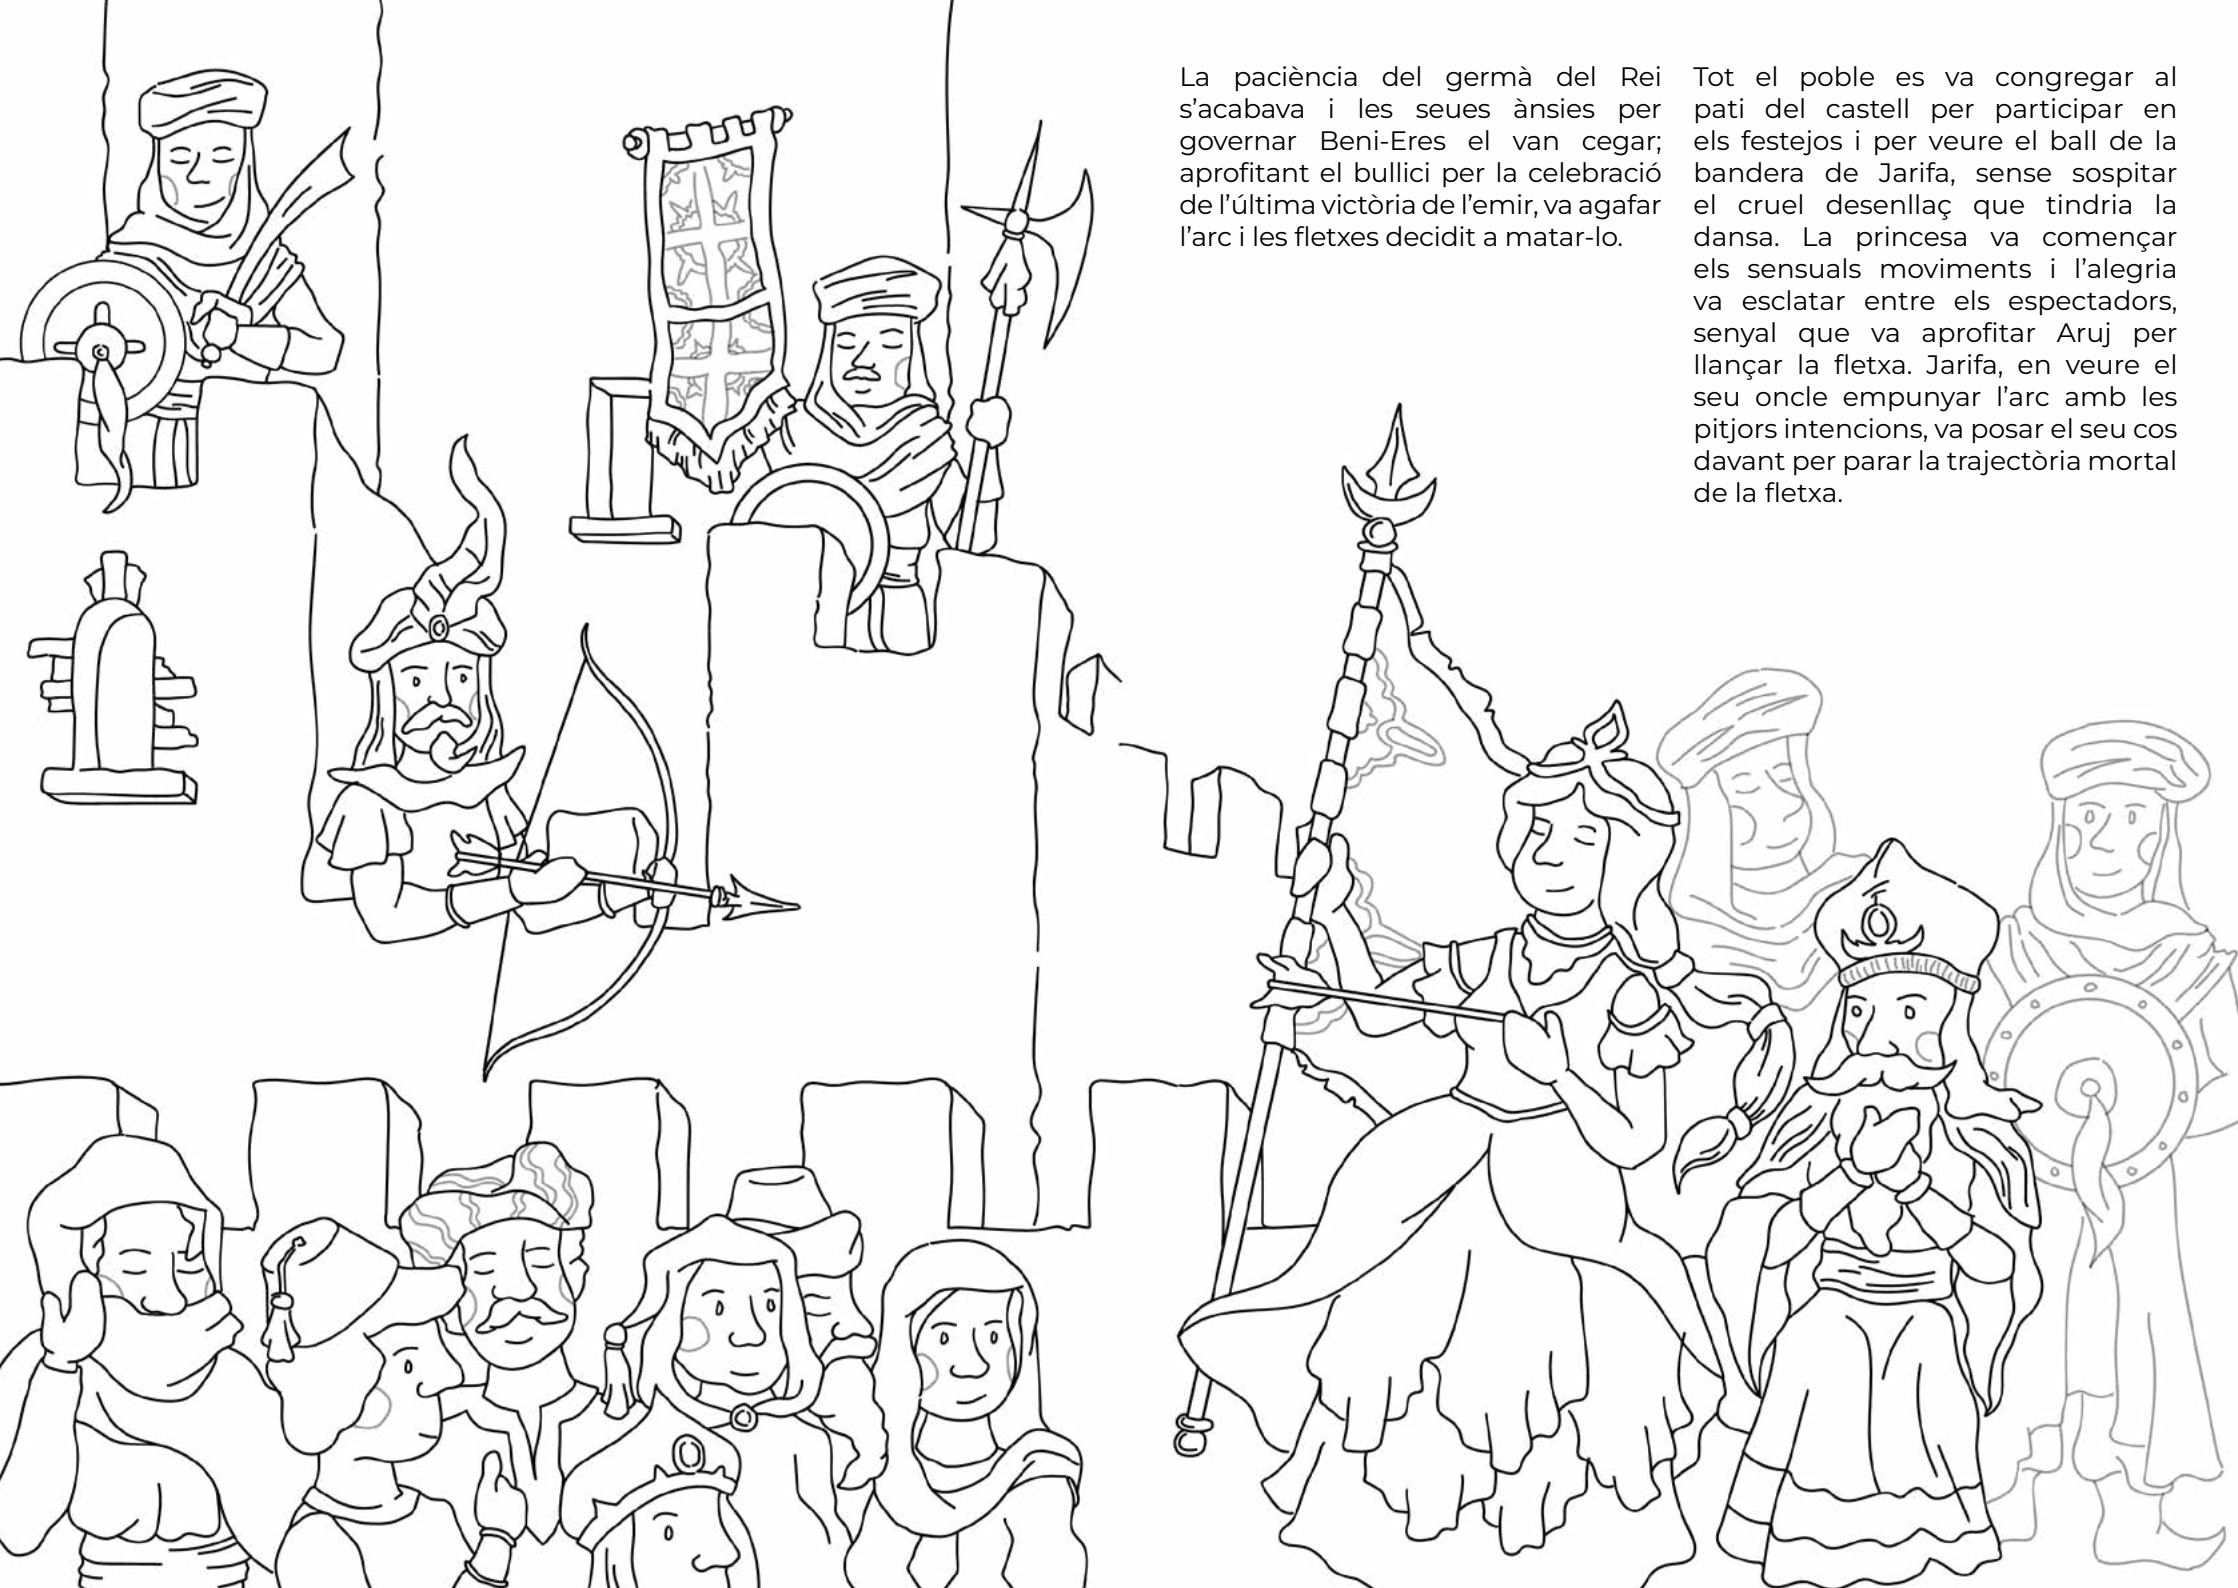 La paciència del germà del Rei
s’acabava i les seues ànsies per
governar Beni-Eres el van cegar;
aprofitant el bullici per la celebració
de l’última victòria de l’emir, va agafar
l’arc i les fletxes decidit a matar-lo.
Tot el poble es va congregar al
pati del castell per participar en
els festejos i per veure el ball de la
bandera de Jarifa, sense sospitar
el cruel desenllaç que tindria la
dansa. La princesa va començar
els sensuals moviments i l’alegria
va esclatar entre els espectadors,
senyal que va aprofitar Aruj per
llançar la fletxa. Jarifa, en veure el
seu oncle empunyar l’arc amb les
pitjors intencions, va posar el seu cos
davant per parar la trajectòria mortal
de la fletxa.